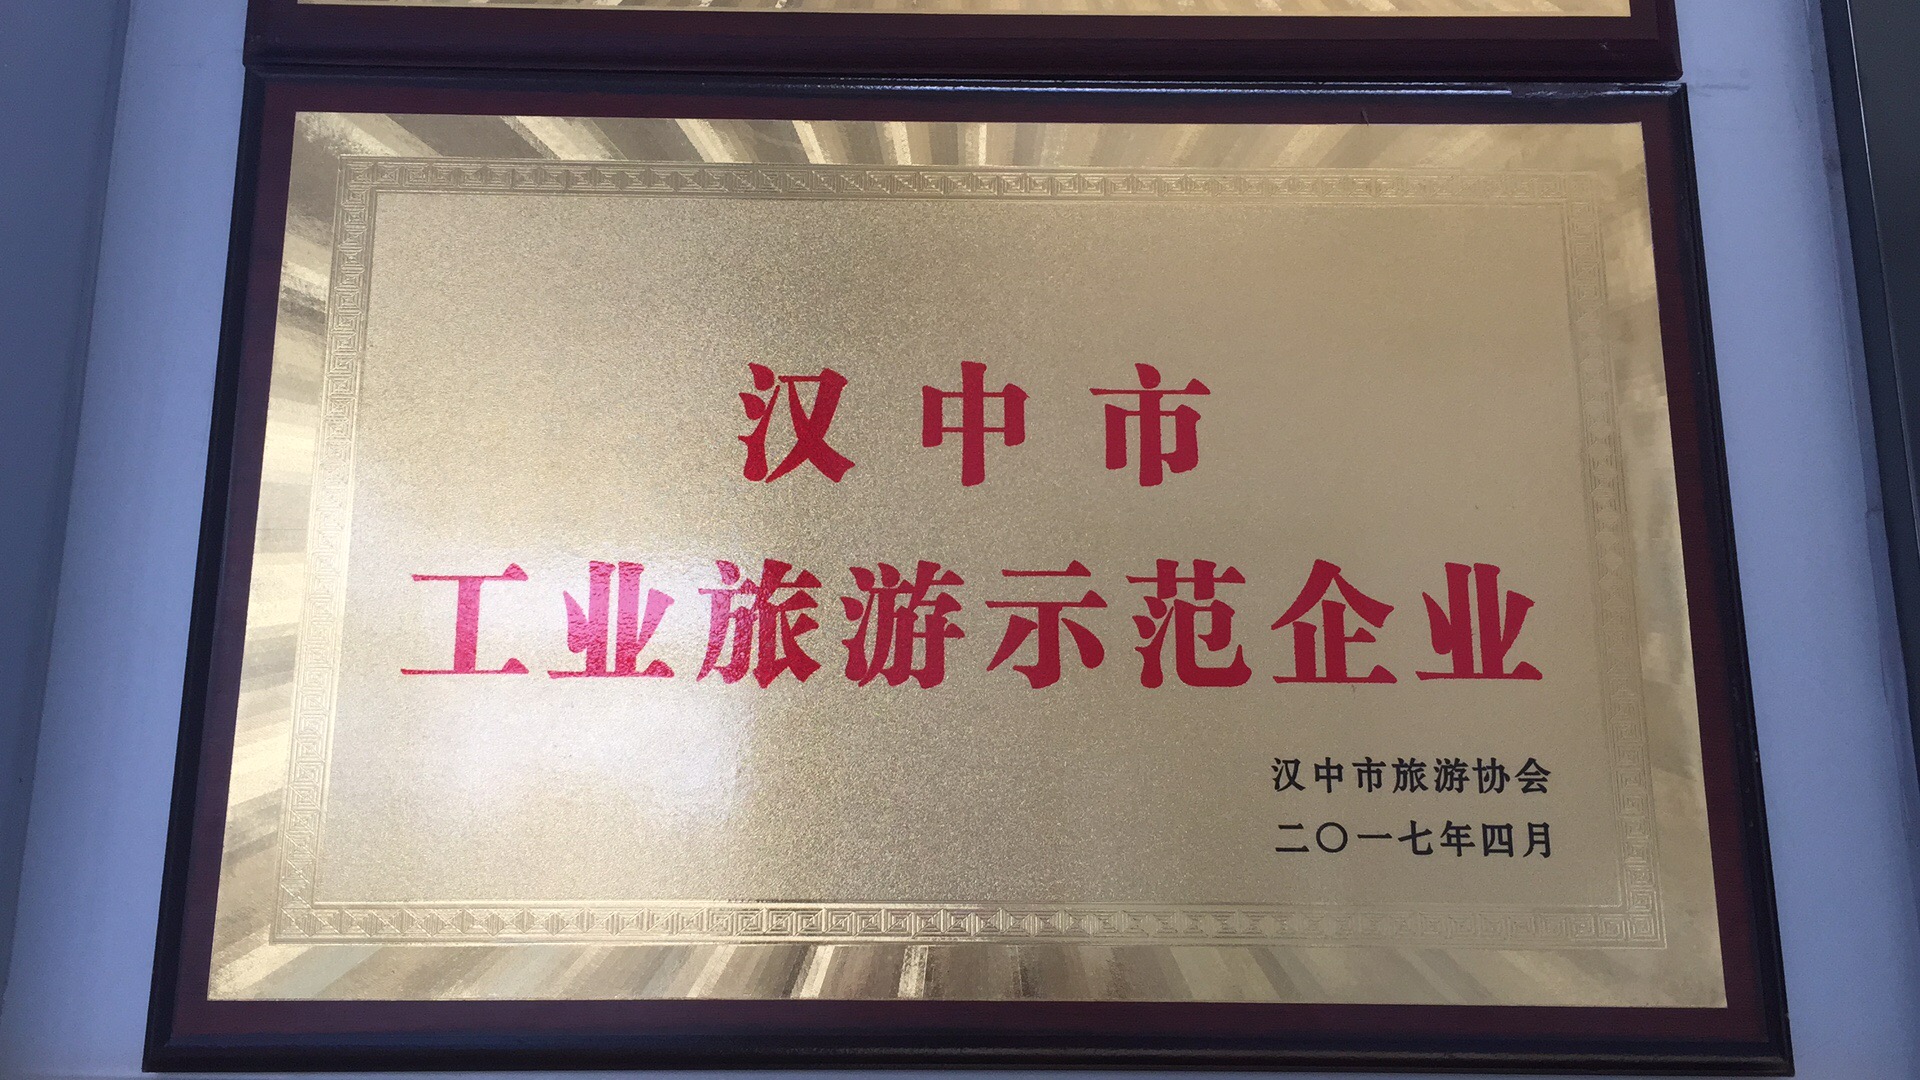 汉中市
工业旅游示范企业
汉中市旅游协会
二〇一七年四月